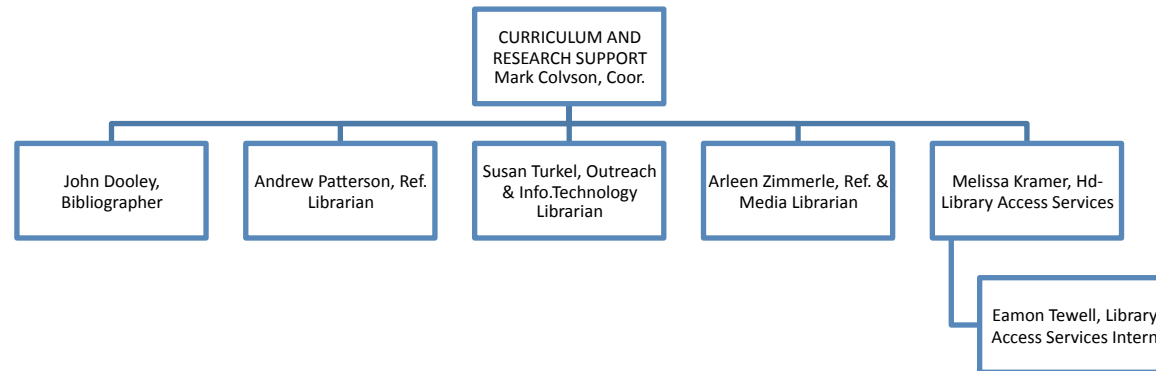 CURRICULUM AND
RESEARCH SUPPORT
Mark Colvson, Coor.
John Dooley,
Bibliographer
Andrew Patterson, Ref.
Librarian
Susan Turkel, Outreach
& Info.Technology
Librarian
Arleen Zimmerle, Ref. &
Media Librarian
Melissa Kramer, Hd-
Library Access Services
Eamon Tewell, Library
Access Services Intern